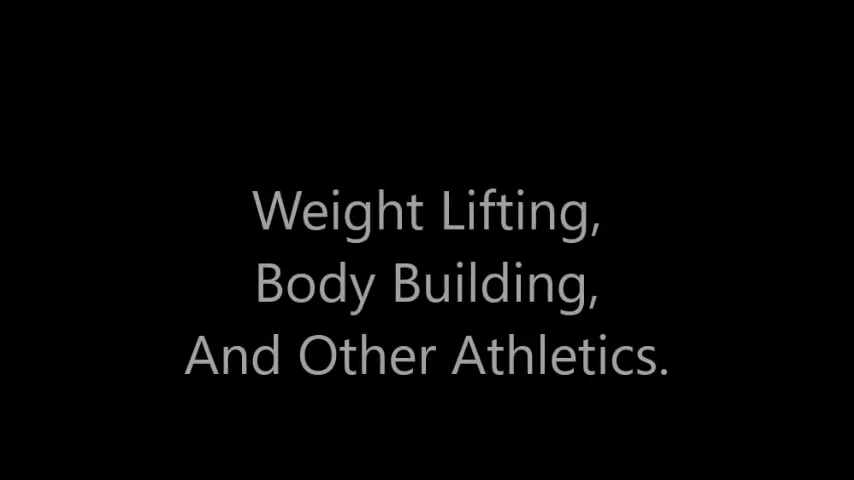 Weight Lifting,
Body Building,
And Other Athletics.